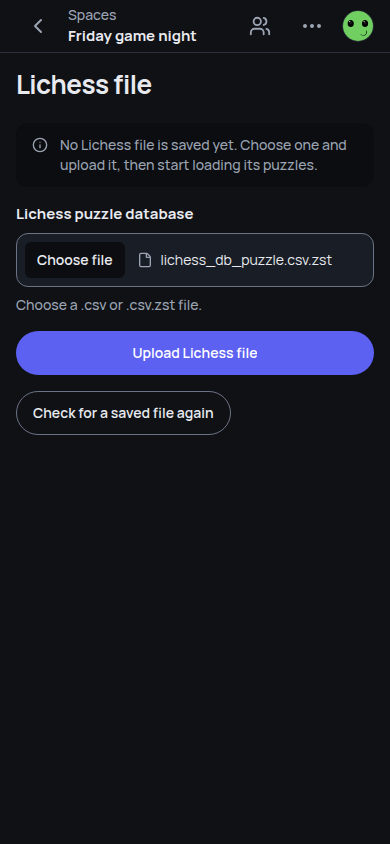 Spaces
Friday game night
Lichess file
No Lichess file is saved yet. Choose one and
upload it, then start loading its puzzles.
Lichess puzzle database
Choose file lichess_db_puzzle.csv.zst
Choose a .csv or .csv.zst file.
Upload Lichess file
Check for a saved file again